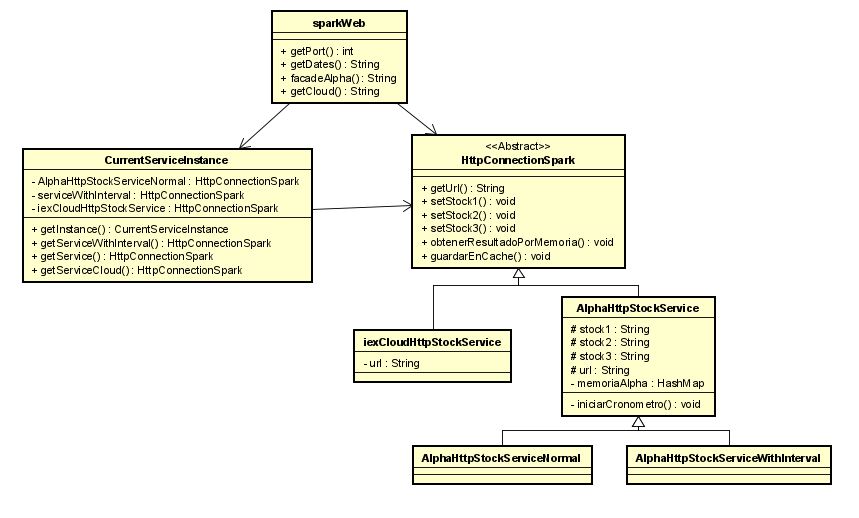 sparkWeb
+ getPort() : int
+ getDates() : String
+ facadeAlpha() : String
+ getCloud() : String
CurrentServiceInstance
- AlphaHttpStockServiceNormal : HttpConnectionSpark
- serviceWithInterval : HttpConnectionSpark
- iexCloudHttpStockService : HttpConnectionSpark
+ getInstance() : CurrentServiceInstance
+ getServiceWithInterval() : HttpConnectionSpark
+ getService() : HttpConnectionSpark
+ getServiceCloud() : HttpConnectionSpark
<<Abstract>>
HttpConnectionSpark
+ getUrl() : String
+ setStock1() : void
+ setStock2() : void
+ setStock3() : void
+ obtenerResultadoPorMemoria() : void
+ guardarEnCache() : void
iexCloudHttpStockService
- url : String
AlphaHttpStockService
# stock1 : String
# stock2 : String
# stock3 : String
# url : String
- memoriaAlpha : HashMap
- iniciarCronometro() : void
AlphaHttpStockServiceNormal
AlphaHttpStockServiceWithInterval